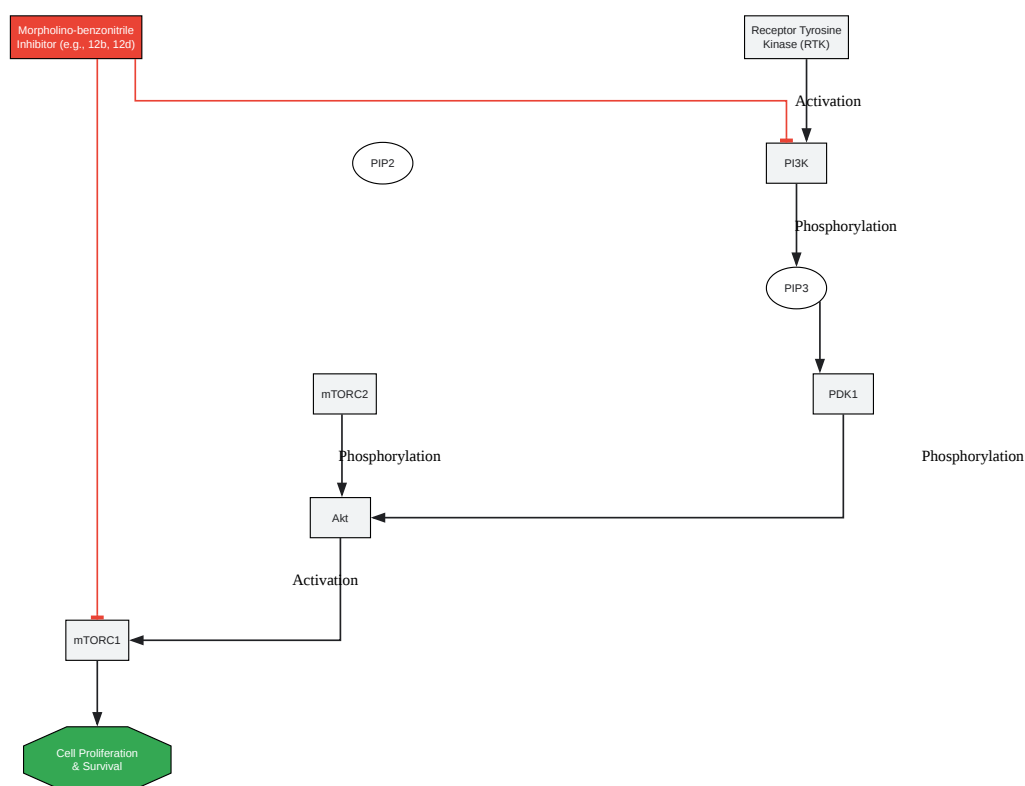 Morpholino-benzonitrile
Inhibitor (e.g., 12b, 12d)
Receptor Tyrosine
Kinase (RTK)
Activation
PIP2
PI3K
Phosphorylation
PIP3
mTORC2
PDK1
Phosphorylation
Phosphorylation
Akt
Activation
mTORC1
Cell Proliferation
& Survival